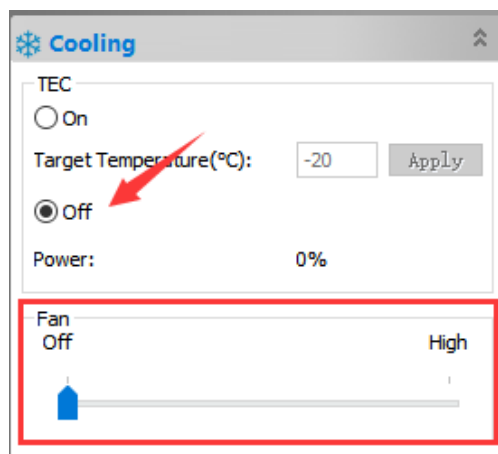 Cooling
TEC
On
Target Temperature(°C): -20 Apply
Off
Power: 0%
Fan
Off High